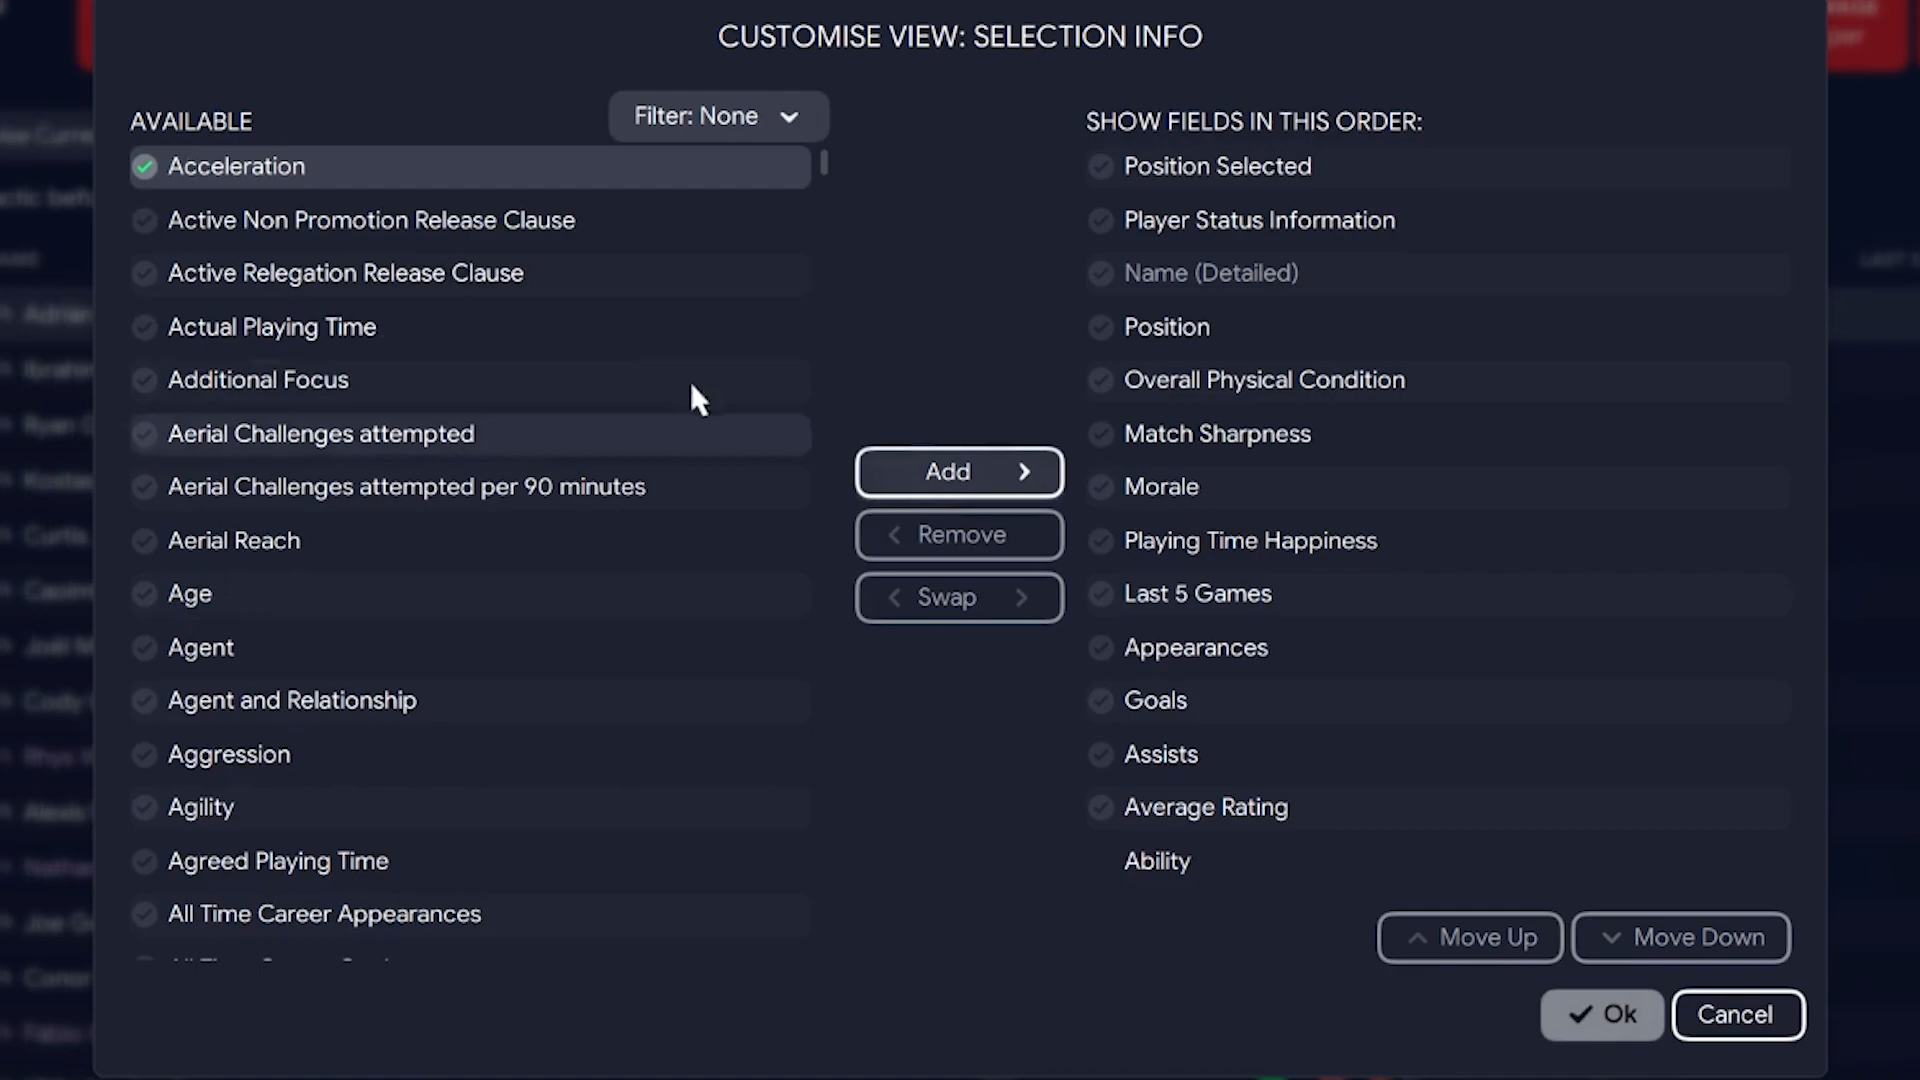 CUSTOMISE VIEW: SELECTION INFO
AVAILABLE
Filter: None
Acceleration
Active Non Promotion Release Clause
Active Relegation Release Clause
Actual Playing Time
Additional Focus
Aerial Challenges attempted
Aerial Challenges attempted per 90 minutes
Aerial Reach
Age
Agent
Agent and Relationship
Aggression
Agility
Agreed Playing Time
All Time Career Appearances
Add
Remove
Swap
SHOW FIELDS IN THIS ORDER:
Position Selected
Player Status Information
Name (Detailed)
Position
Overall Physical Condition
Match Sharpness
Morale
Playing Time Happiness
Last 5 Games
Appearances
Goals
Assists
Average Rating
Ability
Move Up
Move Down
Ok
Cancel